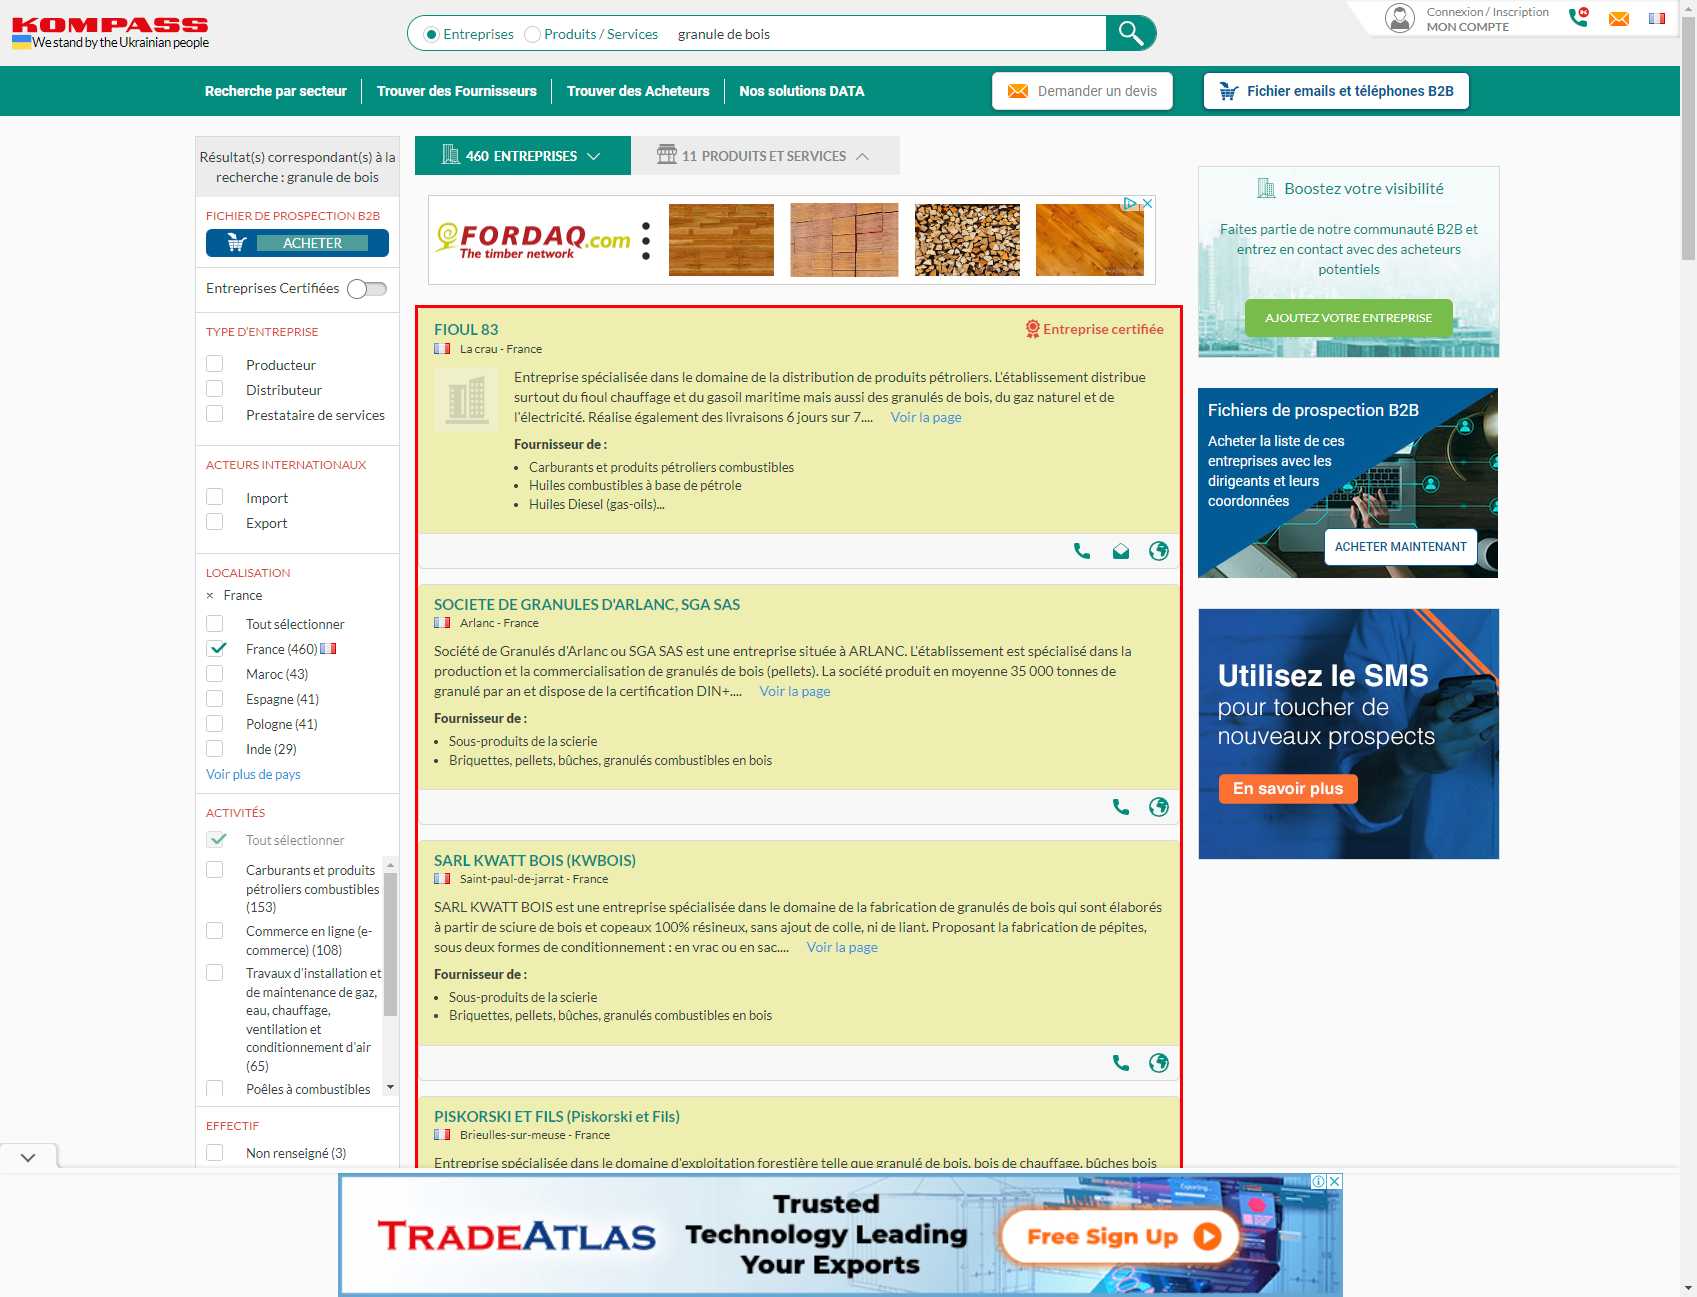 KOMPASS
We stand by the Ukrainian people
Entreprises
Produits / Services
granule de bois
Connexion / Inscription
MON COMPTE
Recherche par secteur
Trouver des Fournisseurs
Trouver des Acheteurs
Nos solutions DATA
Demander un devis
Fichier emails et téléphones B2B
Résultat(s) correspondant(s) à la
recherche : granule de bois
FICHIER DE PROSPECTION B2B
ACHETER
Entreprises Certifiées
TYPE D'ENTREPRISE
Producteur
Distributeur
Prestataire de services
ACTEURS INTERNATIONAUX
Import
Export
LOCALISATION
× France
Tout sélectionner
France (460)
Maroc (43)
Espagne (41)
Pologne (41)
Inde (29)
Voir plus de pays
ACTIVITÉS
Tout sélectionner
Carburants et produits
pétroliers combustibles
(153)
Commerce en ligne (e-
commerce) (108)
Travaux d'installation et
de maintenance de gaz,
eau, chauffage,
ventilation et
conditionnement d'air
(65)
Poêles à combustibles
EFFECTIF
Non renseigné (3)
460 ENTREPRISES
11 PRODUITS ET SERVICES
FORDAQ.com
The timber network
FIOUL 83
Entreprise certifiée
La crau - France
Entreprise spécialisée dans le domaine de la distribution de produits pétroliers. L'établissement distribue
surtout du fioul chauffage et du gasoil maritime mais aussi des granulés de bois, du gaz naturel et de
l'électricité. Réalise également des livraisons 6 jours sur 7.... Voir la page
Fournisseur de :
• Carburants et produits pétroliers combustibles
• Huiles combustibles à base de pétrole
• Huiles Diesel (gas-oils)...
SOCIETE DE GRANULES D'ARLANC, SGA SAS
Arlanc - France
Société de Granulés d'Arlanc ou SGA SAS est une entreprise située à ARLANC. L'établissement est spécialisé dans la
production et la commercialisation de granulés de bois (pellets). La société produit en moyenne 35 000 tonnes de
granulé par an et dispose de la certification DIN+.... Voir la page
Fournisseur de :
• Sous-produits de la scierie
• Briquettes, pellets, bûches, granulés combustibles en bois
SARL KWATT BOIS (KWBOIS)
Saint-paul-de-jarrat - France
SARL KWATT BOIS est une entreprise spécialisée dans le domaine de la fabrication de granulés de bois qui sont élaborés
à partir de sciure de bois et copeaux 100% résineux, sans ajout de colle, ni de liant. Proposant la fabrication de pépites,
sous deux formes de conditionnement : en vrac ou en sac.... Voir la page
Fournisseur de :
• Sous-produits de la scierie
• Briquettes, pellets, bûches, granulés combustibles en bois
PISKORSKI ET FILS (Piskorski et Fils)
Brieulles-sur-meuse - France
Entreprise spécialisée dans le domaine d'exploitation forestière telle que granulé de bois, bois de chauffage, bûches bois
Boostez votre visibilité
Faites partie de notre communauté B2B et
entrez en contact avec des acheteurs
potentiels
AJOUTEZ VOTRE ENTREPRISE
Fichiers de prospection B2B
Acheter la liste de ces
entreprises avec les
dirigeants et leurs
coordonnées
ACHETER MAINTENANT
Utilisez le SMS
pour toucher de
nouveaux prospects
En savoir plus
TRADEATLAS
Trusted
Technology Leading
Your Exports
Free Sign Up
Exporting...